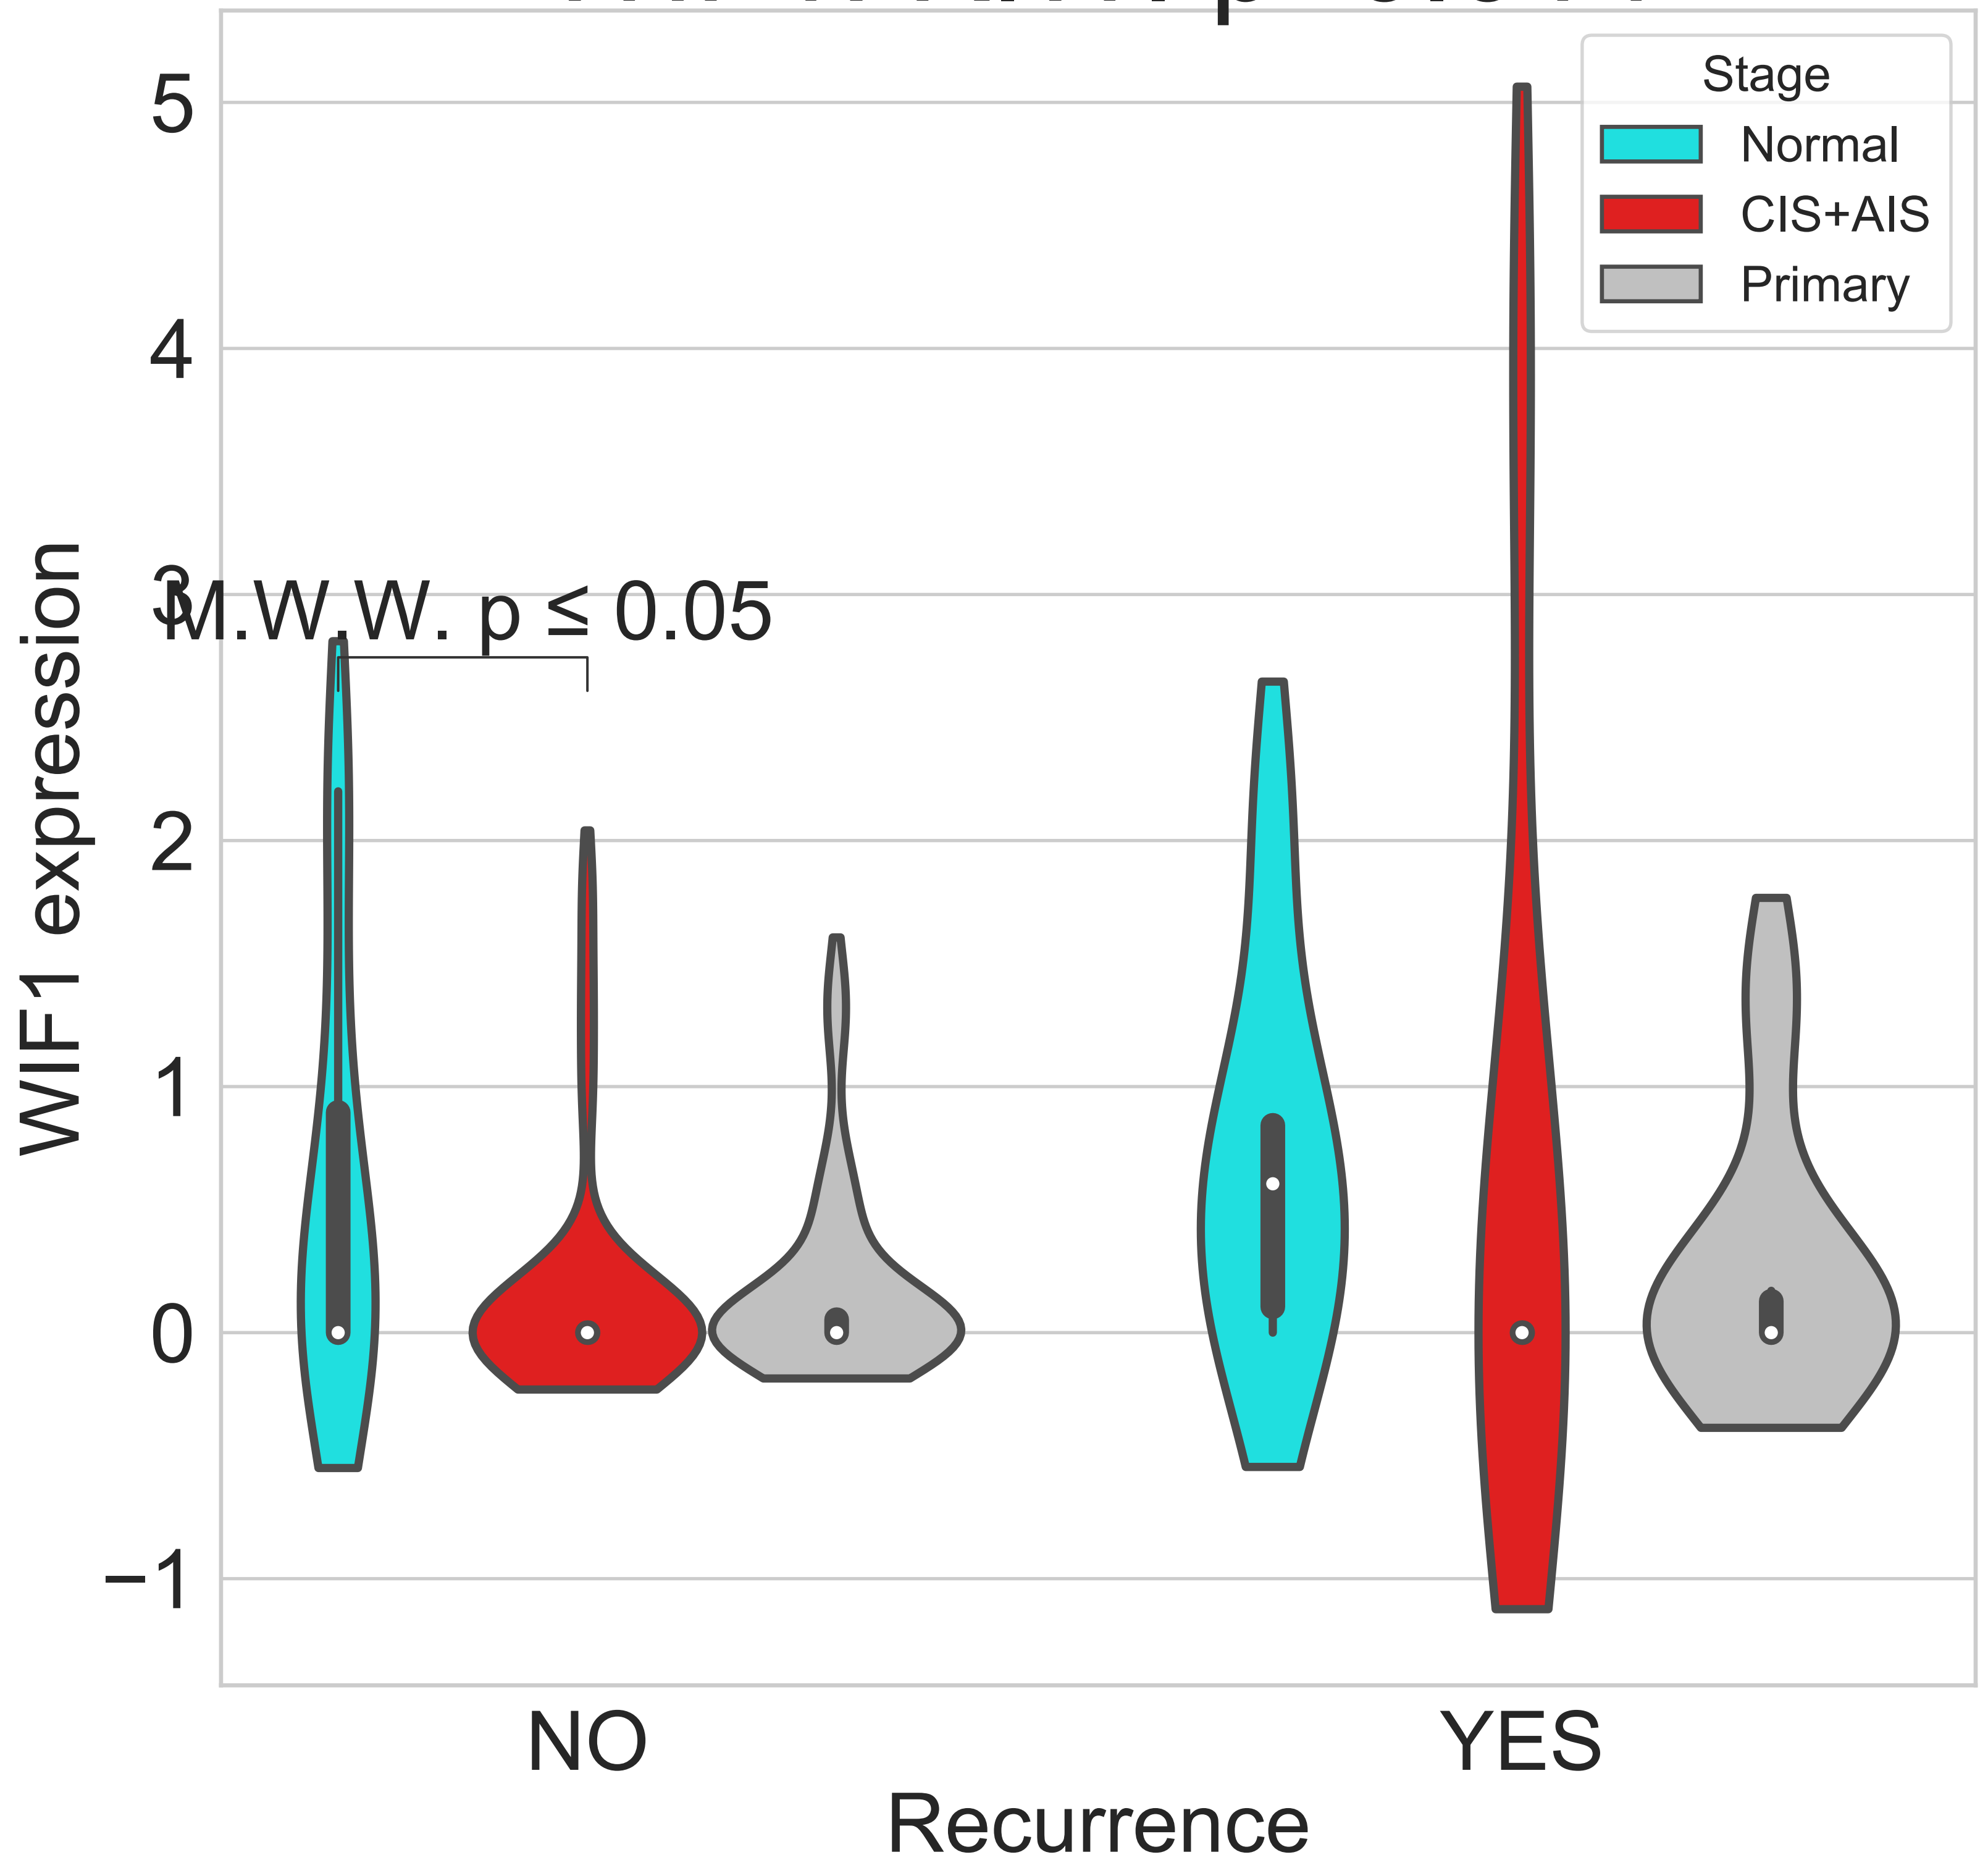 Stage
Normal
CIS+AIS
Primary
5
4
3
2
1
0
−1
M.W.W. p ≤ 0.05
WIF1 expression
NO
YES
Recurrence